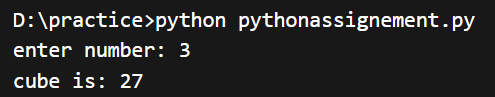 D:\practice>python pythonassignement.py
enter number: 3
cube is: 27